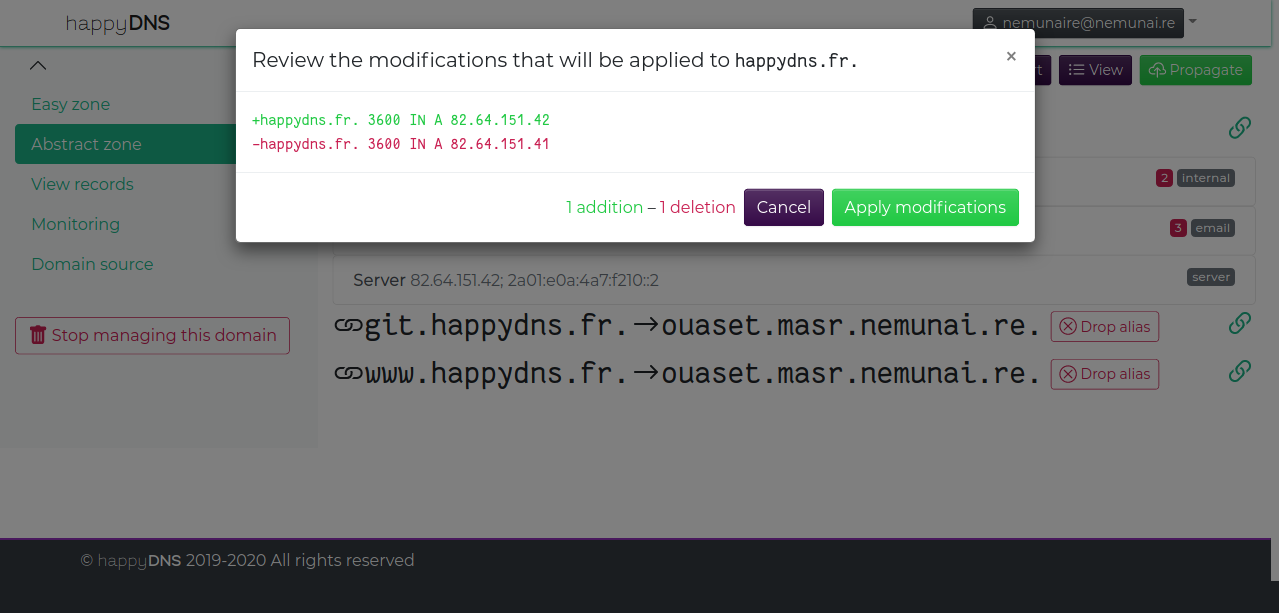 happyDNS
nemunaire@nemunai.re
Review the modifications that will be applied to happydns.fr.
×
View
Propagate
Easy zone
Abstract zone
View records
Monitoring
Domain source
Stop managing this domain
+happydns.fr. 3600 IN A 82.64.151.42
-happydns.fr. 3600 IN A 82.64.151.41
1 addition – 1 deletion
Cancel
Apply modifications
2 internal
3 email
Server 82.64.151.42; 2a01:e0a:4a7:f210::2
server
git.happydns.fr.→ouaset.masr.nemunai.re.
Drop alias
www.happydns.fr.→ouaset.masr.nemunai.re.
Drop alias
© happyDNS 2019-2020 All rights reserved